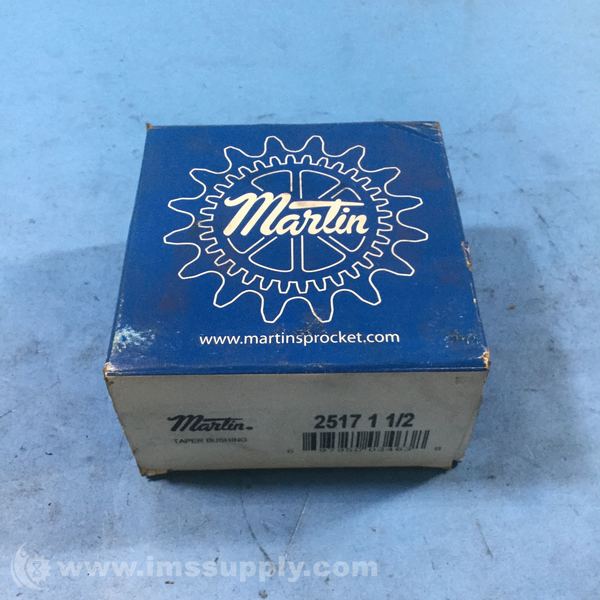 Martin
www.martinsprocket.com
Martin
TAPER BUSHING
2517 1 1/2
www.imssupply.com